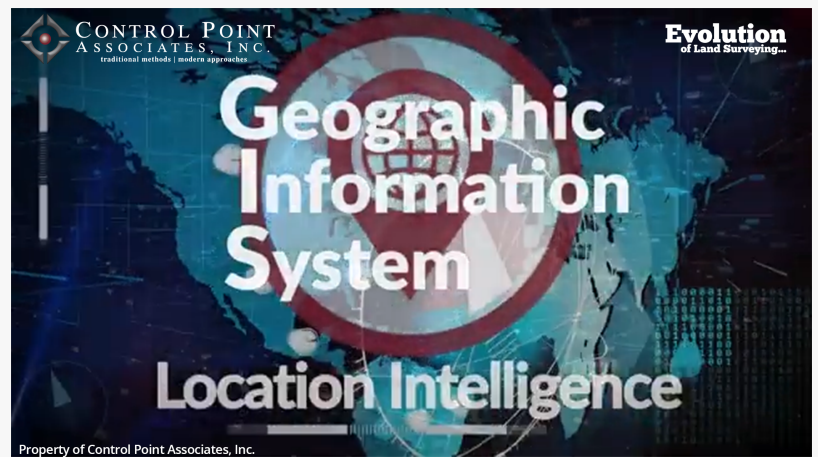 CONTROL POINT
ASSOCIATES, INC.
traditional methods | modern approaches
Evolution
of Land Surveying...
Geographic
Information
System
Location Intelligence
Property of Control Point Associates, Inc.